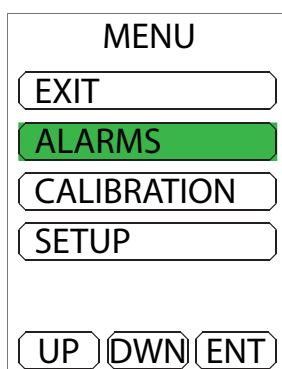 MENU
EXIT
ALARMS
CALIBRATION
SETUP
UP DWN ENT